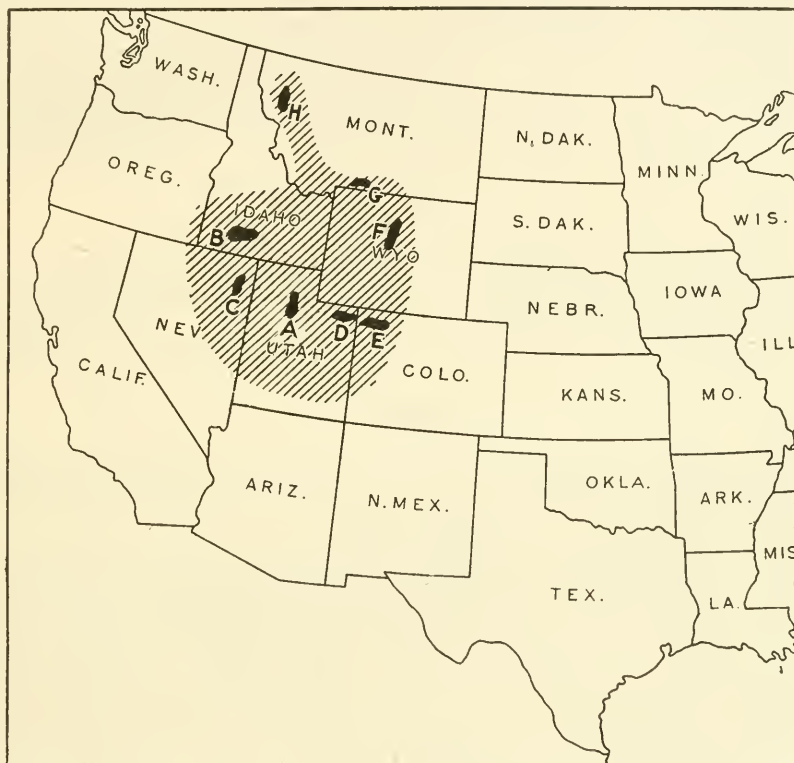 WASH.
MONT.
H
N. DAK.
MINN.
OREG.
G
S. DAK.
WIS.
IDAHO
B
F
WYO
C
IOWA
NEBR.
A
D
E
NEV
UTAH
ILL
CALIF.
COLO.
KANS.
MO.
ARIZ.
N. MEX.
OKLA.
ARK.
MIS
TEX.
LA.